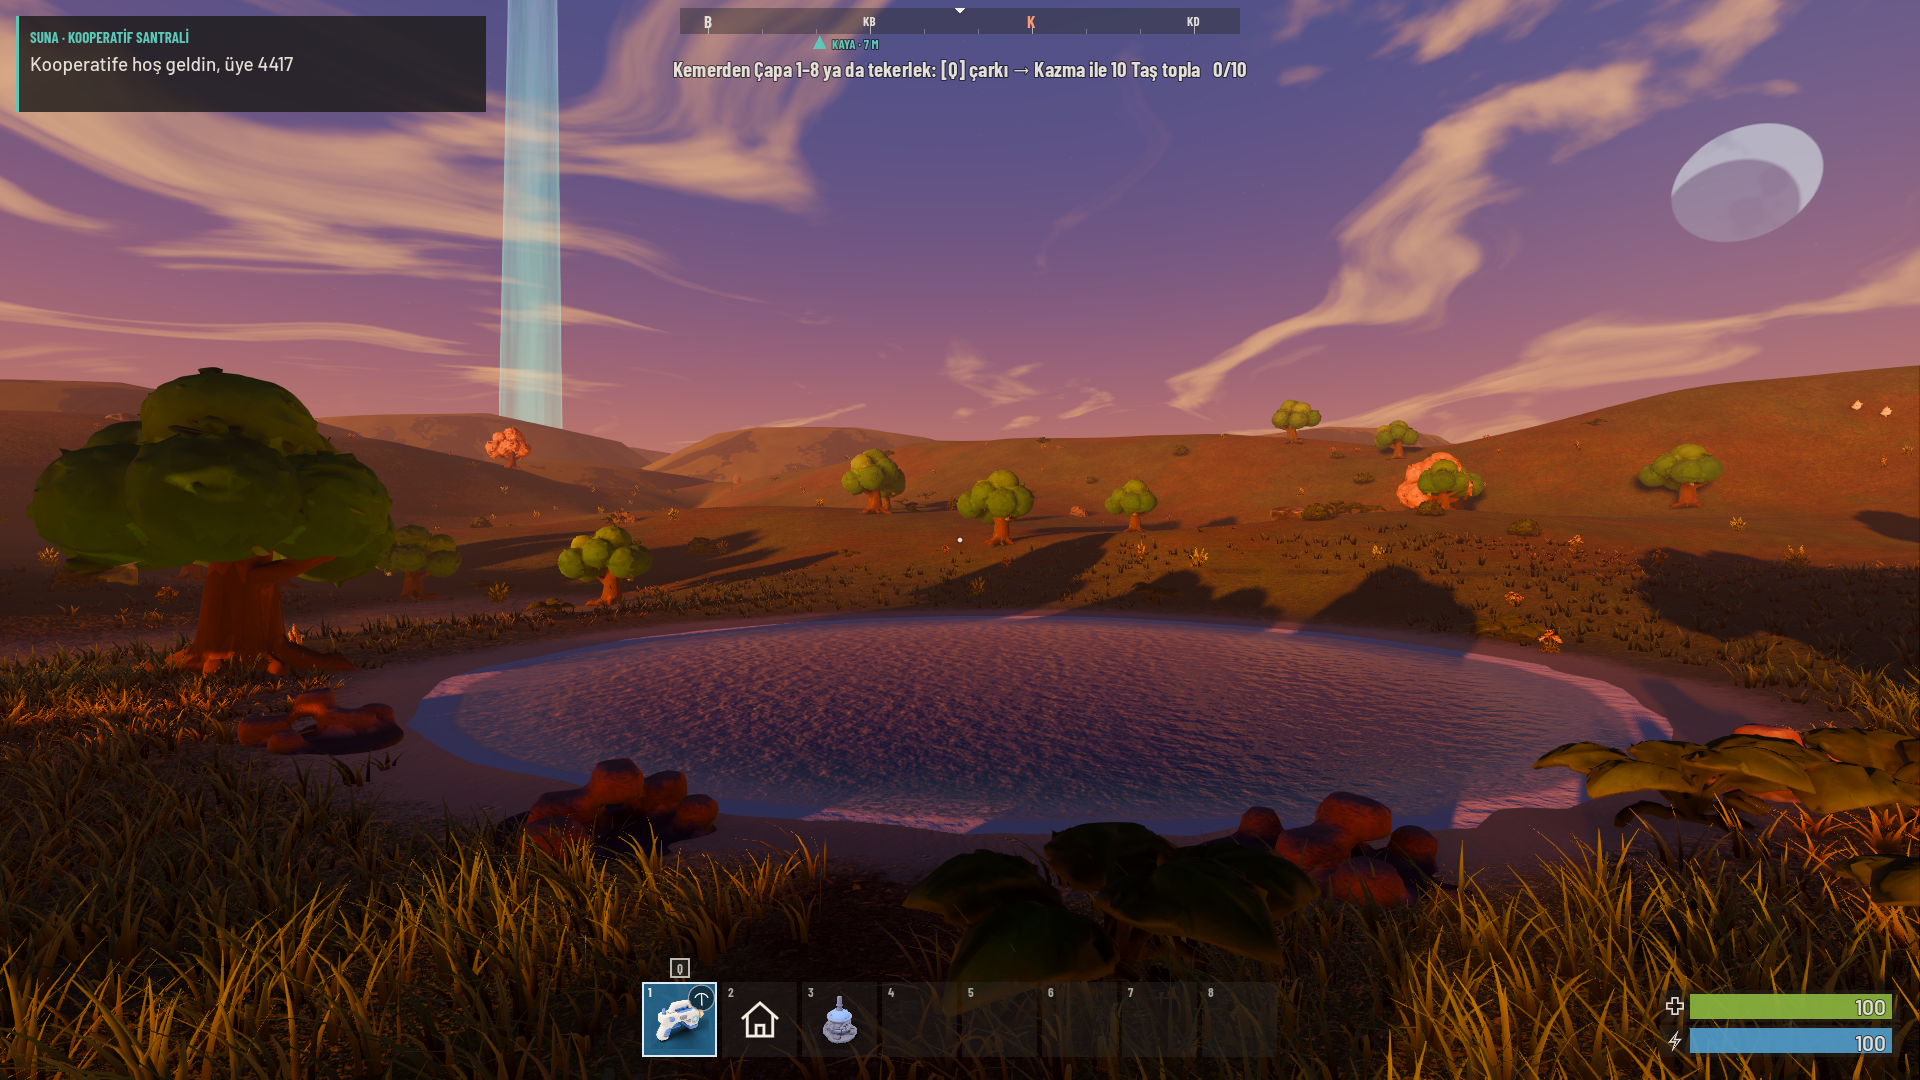 SUNA · KOOPERATİF SANTRALİ
Kooperatife hoş geldin, üye 4417
B KB K KD
KAYA · 7 M
Kemerden Çapa 1-8 ya da tekerlek: [Q] çarkı → Kazma ile 10 Taş topla 0/10
Q
1 2 3 4 5 6 7 8
100
100